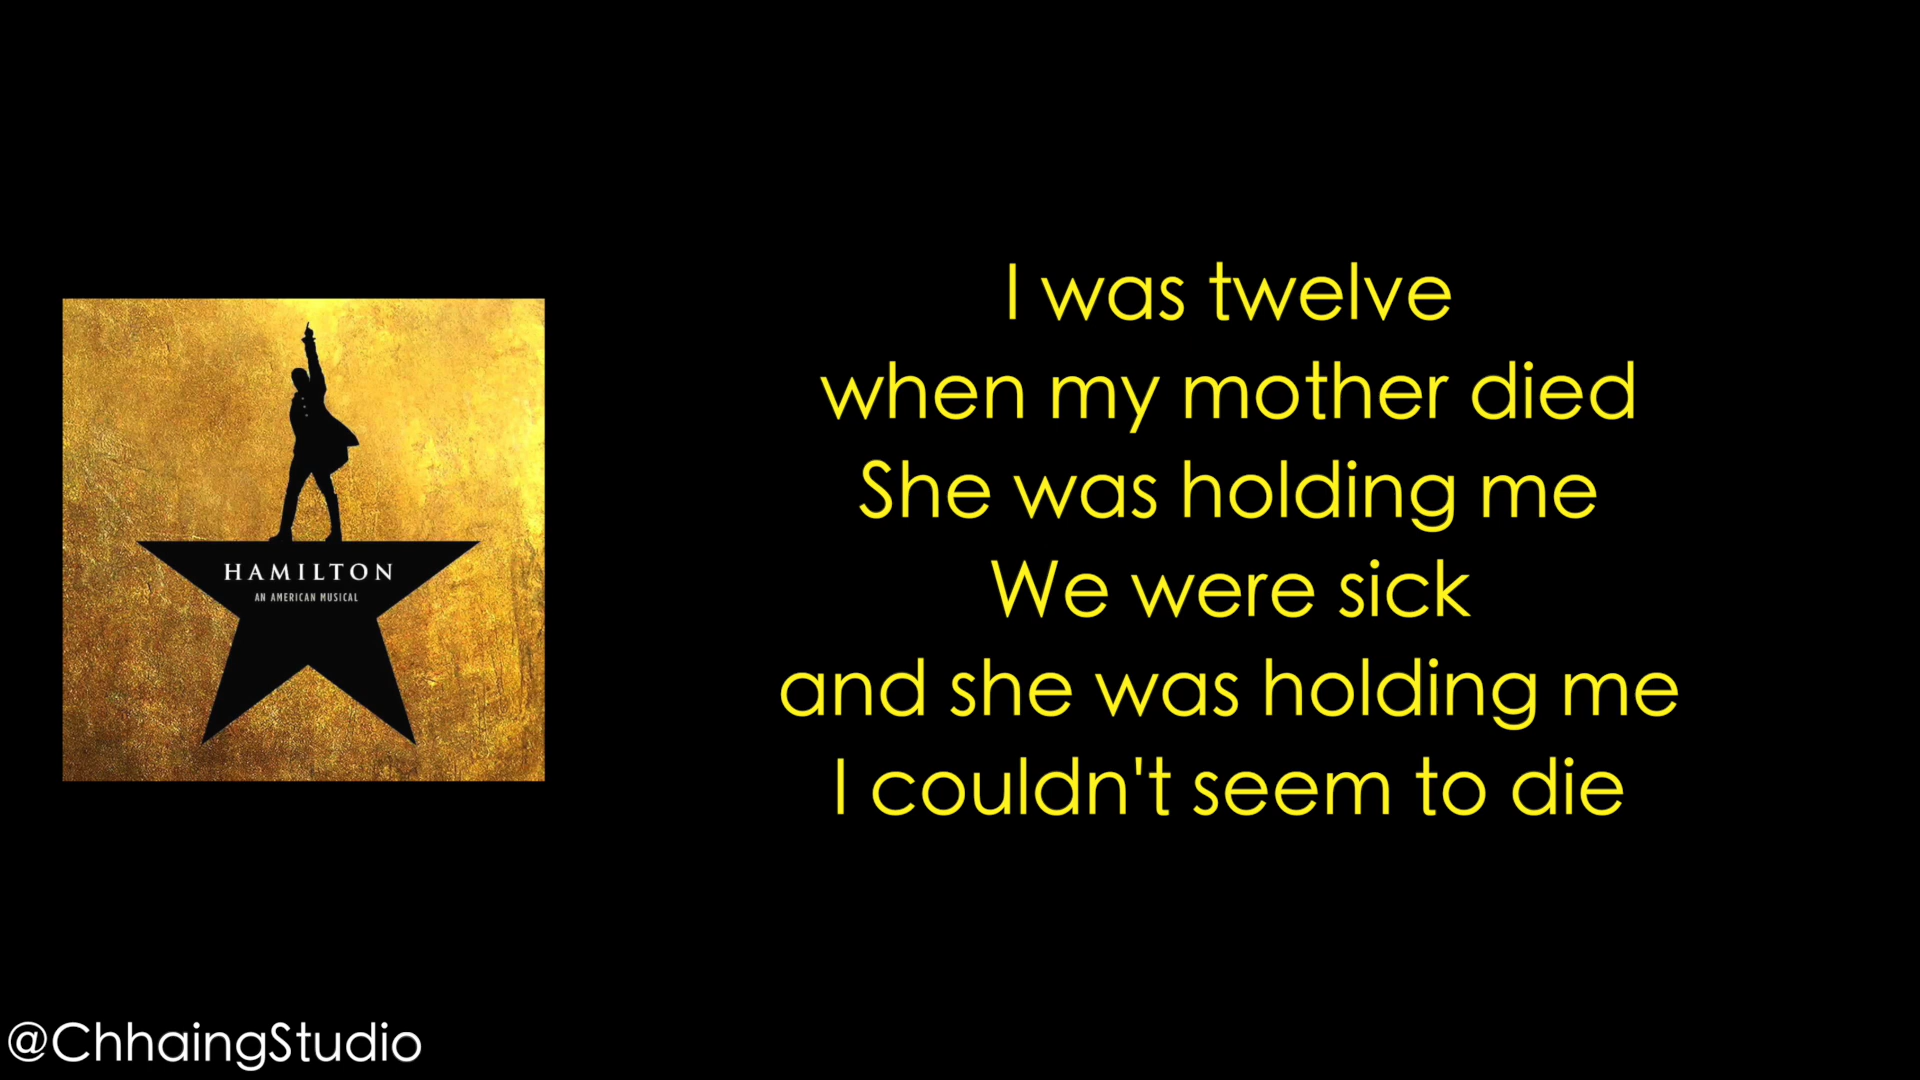 HAMILTON
AN AMERICAN MUSICAL
I was twelve
when my mother died
She was holding me
We were sick
and she was holding me
I couldn't seem to die
@ChhaingStudio